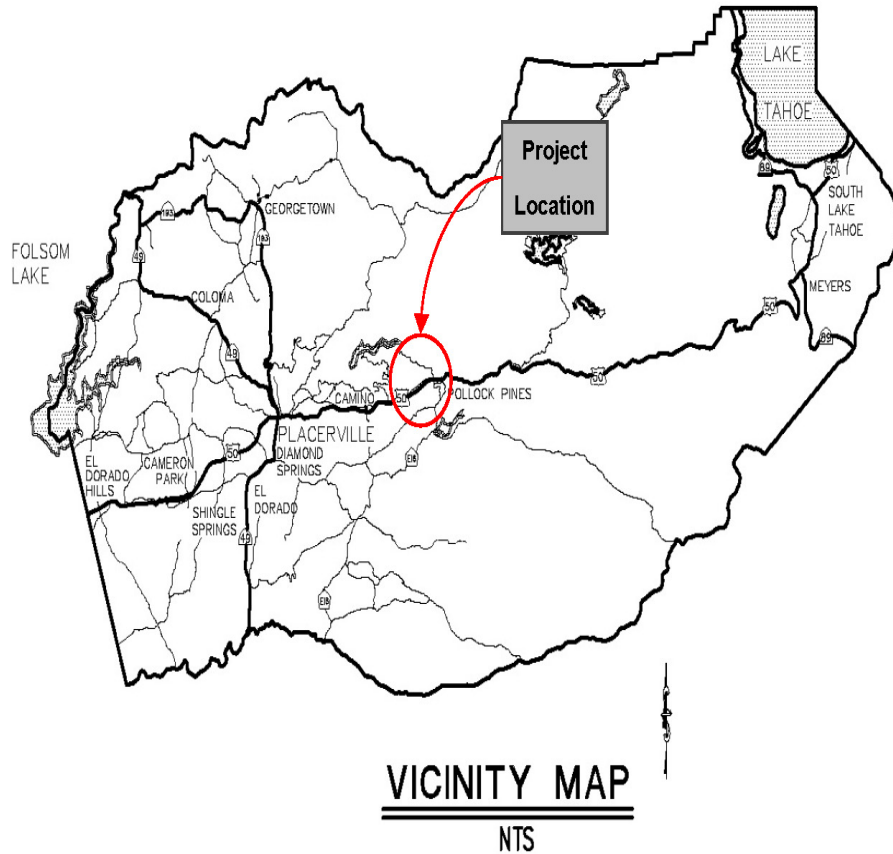 LAKE
TAHOE
Project
Location
89
50
SOUTH
LAKE
TAHOE
193
GEORGETOWN
193
FOLSOM
LAKE
49
COLOMA
MEYERS
50
89
49
50
CAMINO
50
POLLOCK PINES
PLACERVILLE
DIAMOND
SPRINGS
50
CAMERON
PARK
EL
DORADO
HILLS
E16
EL
DORADO
SHINGLE
SPRINGS
49
E16
VICINITY MAP
NTS